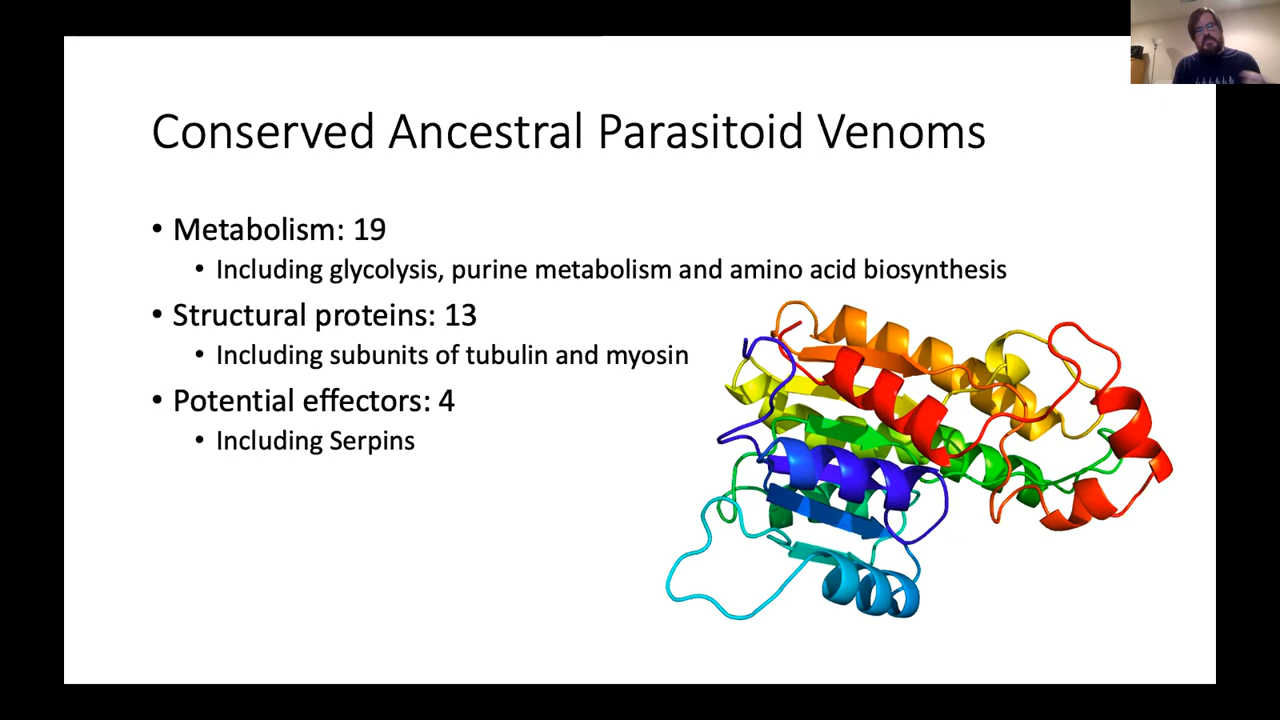 Conserved Ancestral Parasitoid Venoms
• Metabolism: 19
• Including glycolysis, purine metabolism and amino acid biosynthesis
• Structural proteins: 13
• Including subunits of tubulin and myosin
• Potential effectors: 4
• Including Serpins